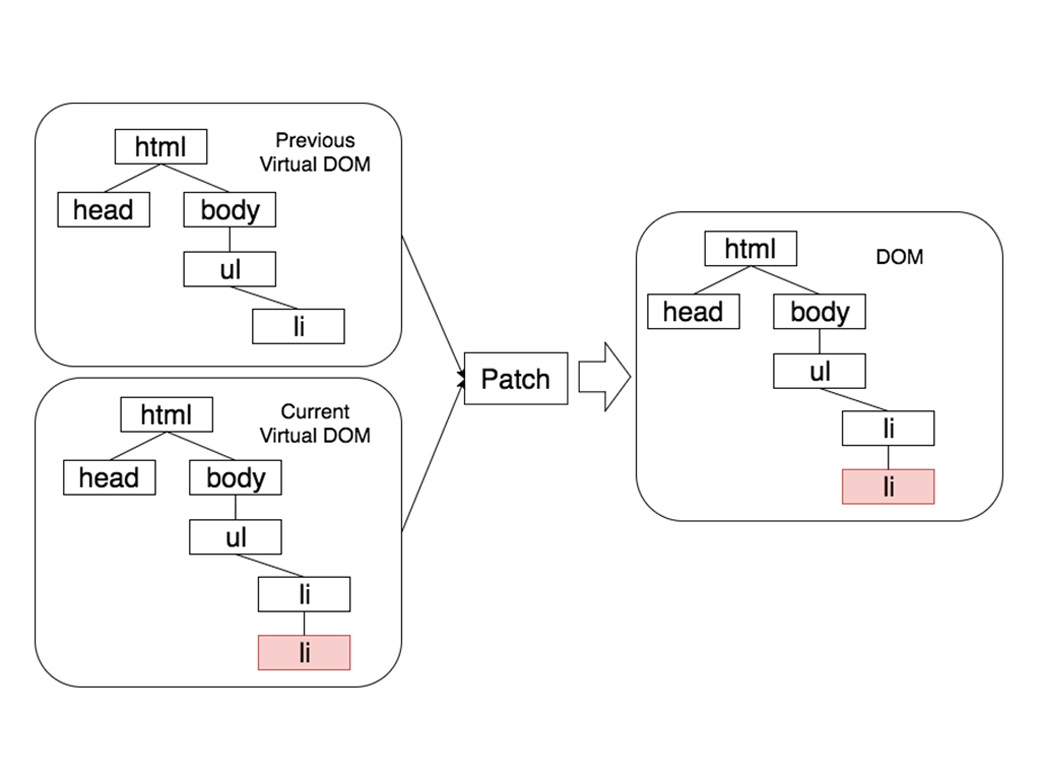 html
Previous
Virtual DOM
head
body
ul
li
html
Current
Virtual DOM
head
body
ul
li
li
Patch
html
DOM
head
body
ul
li
li